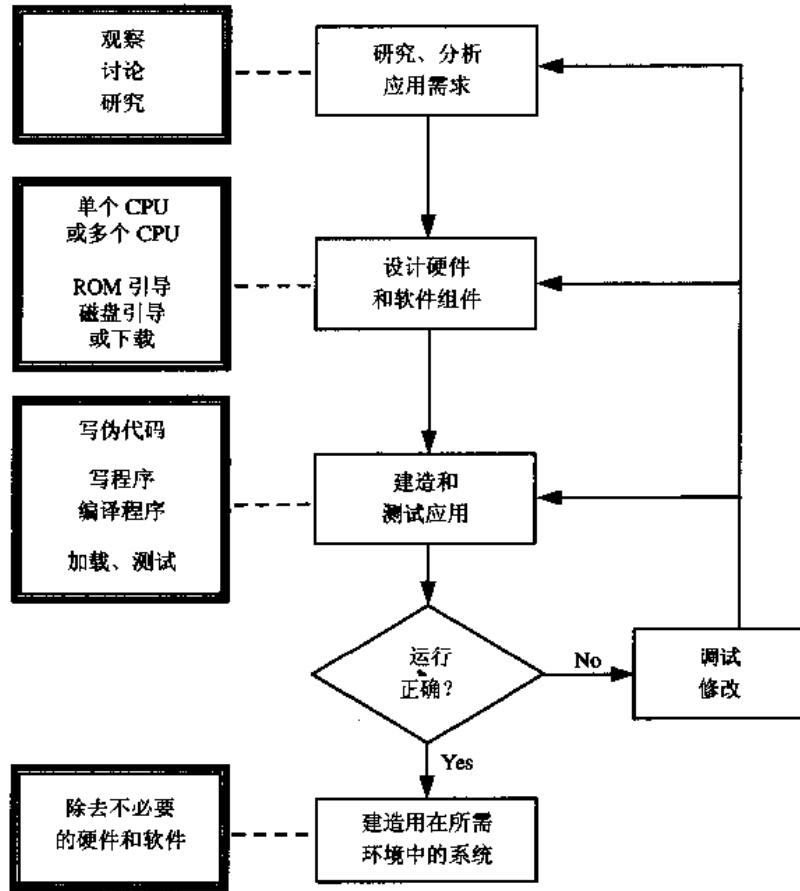 观察
讨论
研究
研究、分析
应用需求
单个 CPU
或多个 CPU
ROM 引导
磁盘引导
或下载
设计硬件
和软件组件
写伪代码
写程序
编译程序
加载、测试
建造和
测试应用
运行
正确?
No
调试
修改
Yes
除去不必要
的硬件和软件
建造用在所需
环境中的系统